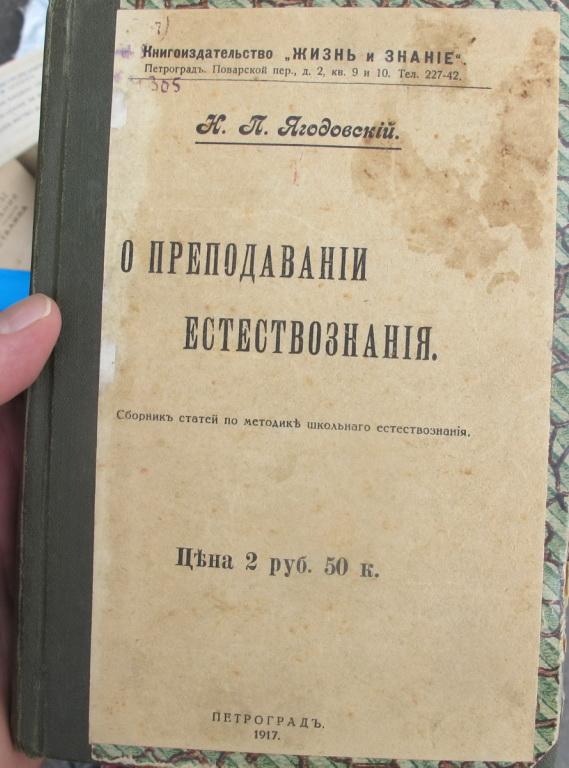 Книгоиздательство „ЖИЗНЬ и ЗНАНІЕ".
Петроградъ. Поварской пер., д. 2, кв. 9 и 10. Тел. 227-42.
305
К. П. Ягодовскій.
О ПРЕПОДАВАНІИ
ЕСТЕСТВОЗНАНІЯ.
Сборникъ статей по методикѣ школьнаго естествознанія.
Цѣна 2 руб. 50 к.
ПЕТРОГРАДЪ.
1917.